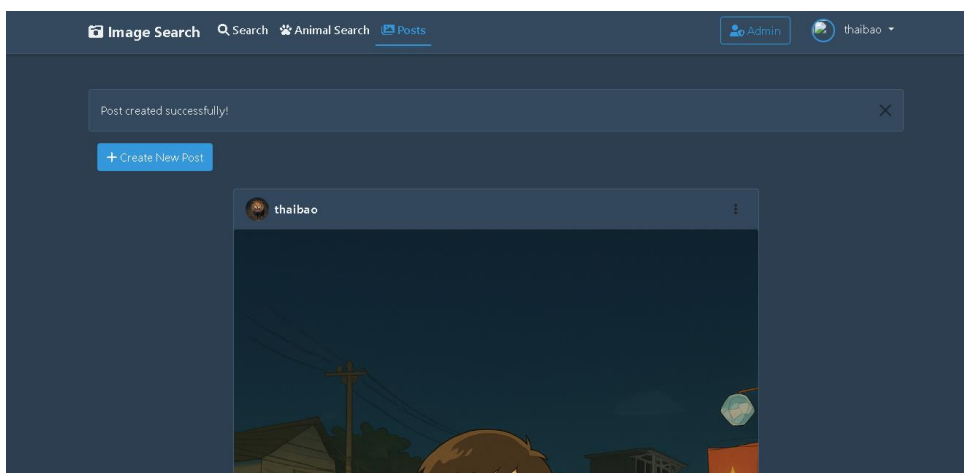 Image Search Search Animal Search Posts Admin thaibao
Post created successfully!
+ Create New Post
thaibao